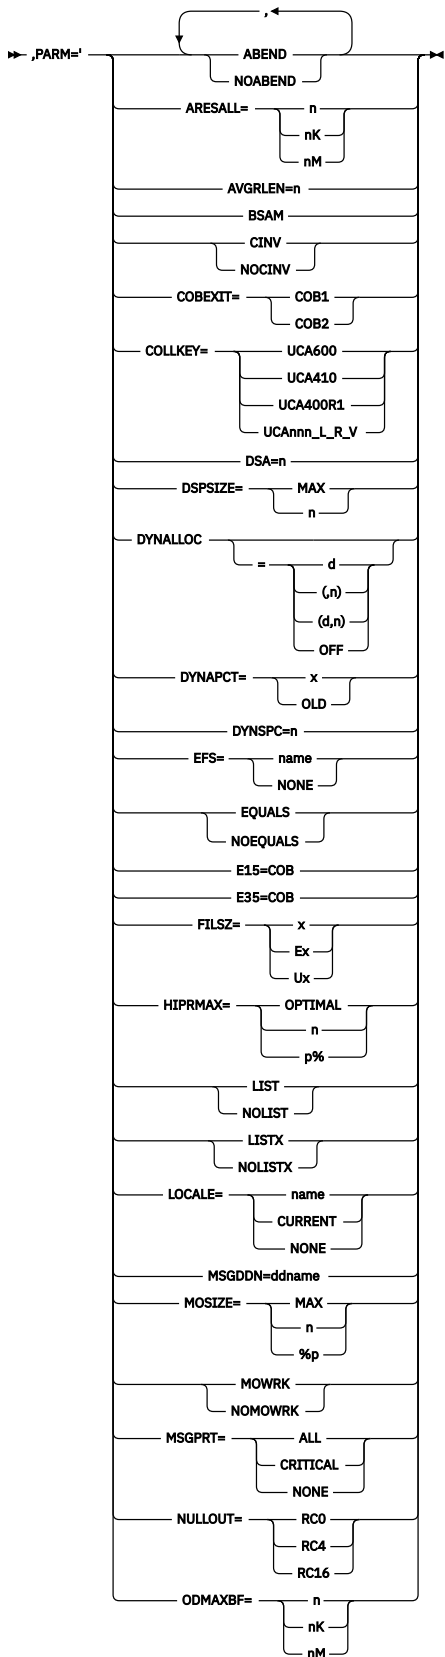 ,
,PARM='
ABEND
NOABEND
ARESALL=
n
nK
nM
AVGRLEN=n
BSAM
CINV
NOCINV
COBEXIT=
COB1
COB2
COLLKEY=
UCA600
UCA410
UCA400R1
UCAnnn_L_R_V
DSA=n
DSPSIZE=
MAX
n
DYNALLOC
=
d
(,n)
(d,n)
OFF
DYNAPCT=
x
OLD
DYNSPC=n
EFS=
name
NONE
EQUALS
NOEQUALS
E15=COB
E35=COB
FILSZ=
x
Ex
Ux
HIPRMAX=
OPTIMAL
n
p%
LIST
NOLIST
LISTX
NOLISTX
LOCALE=
name
CURRENT
NONE
MSGDDN=ddname
MOSIZE=
MAX
n
%p
MOWRK
NOMOWRK
MSGPRT=
ALL
CRITICAL
NONE
NULLOUT=
RC0
RC4
RC16
ODMAXBF=
n
nK
nM